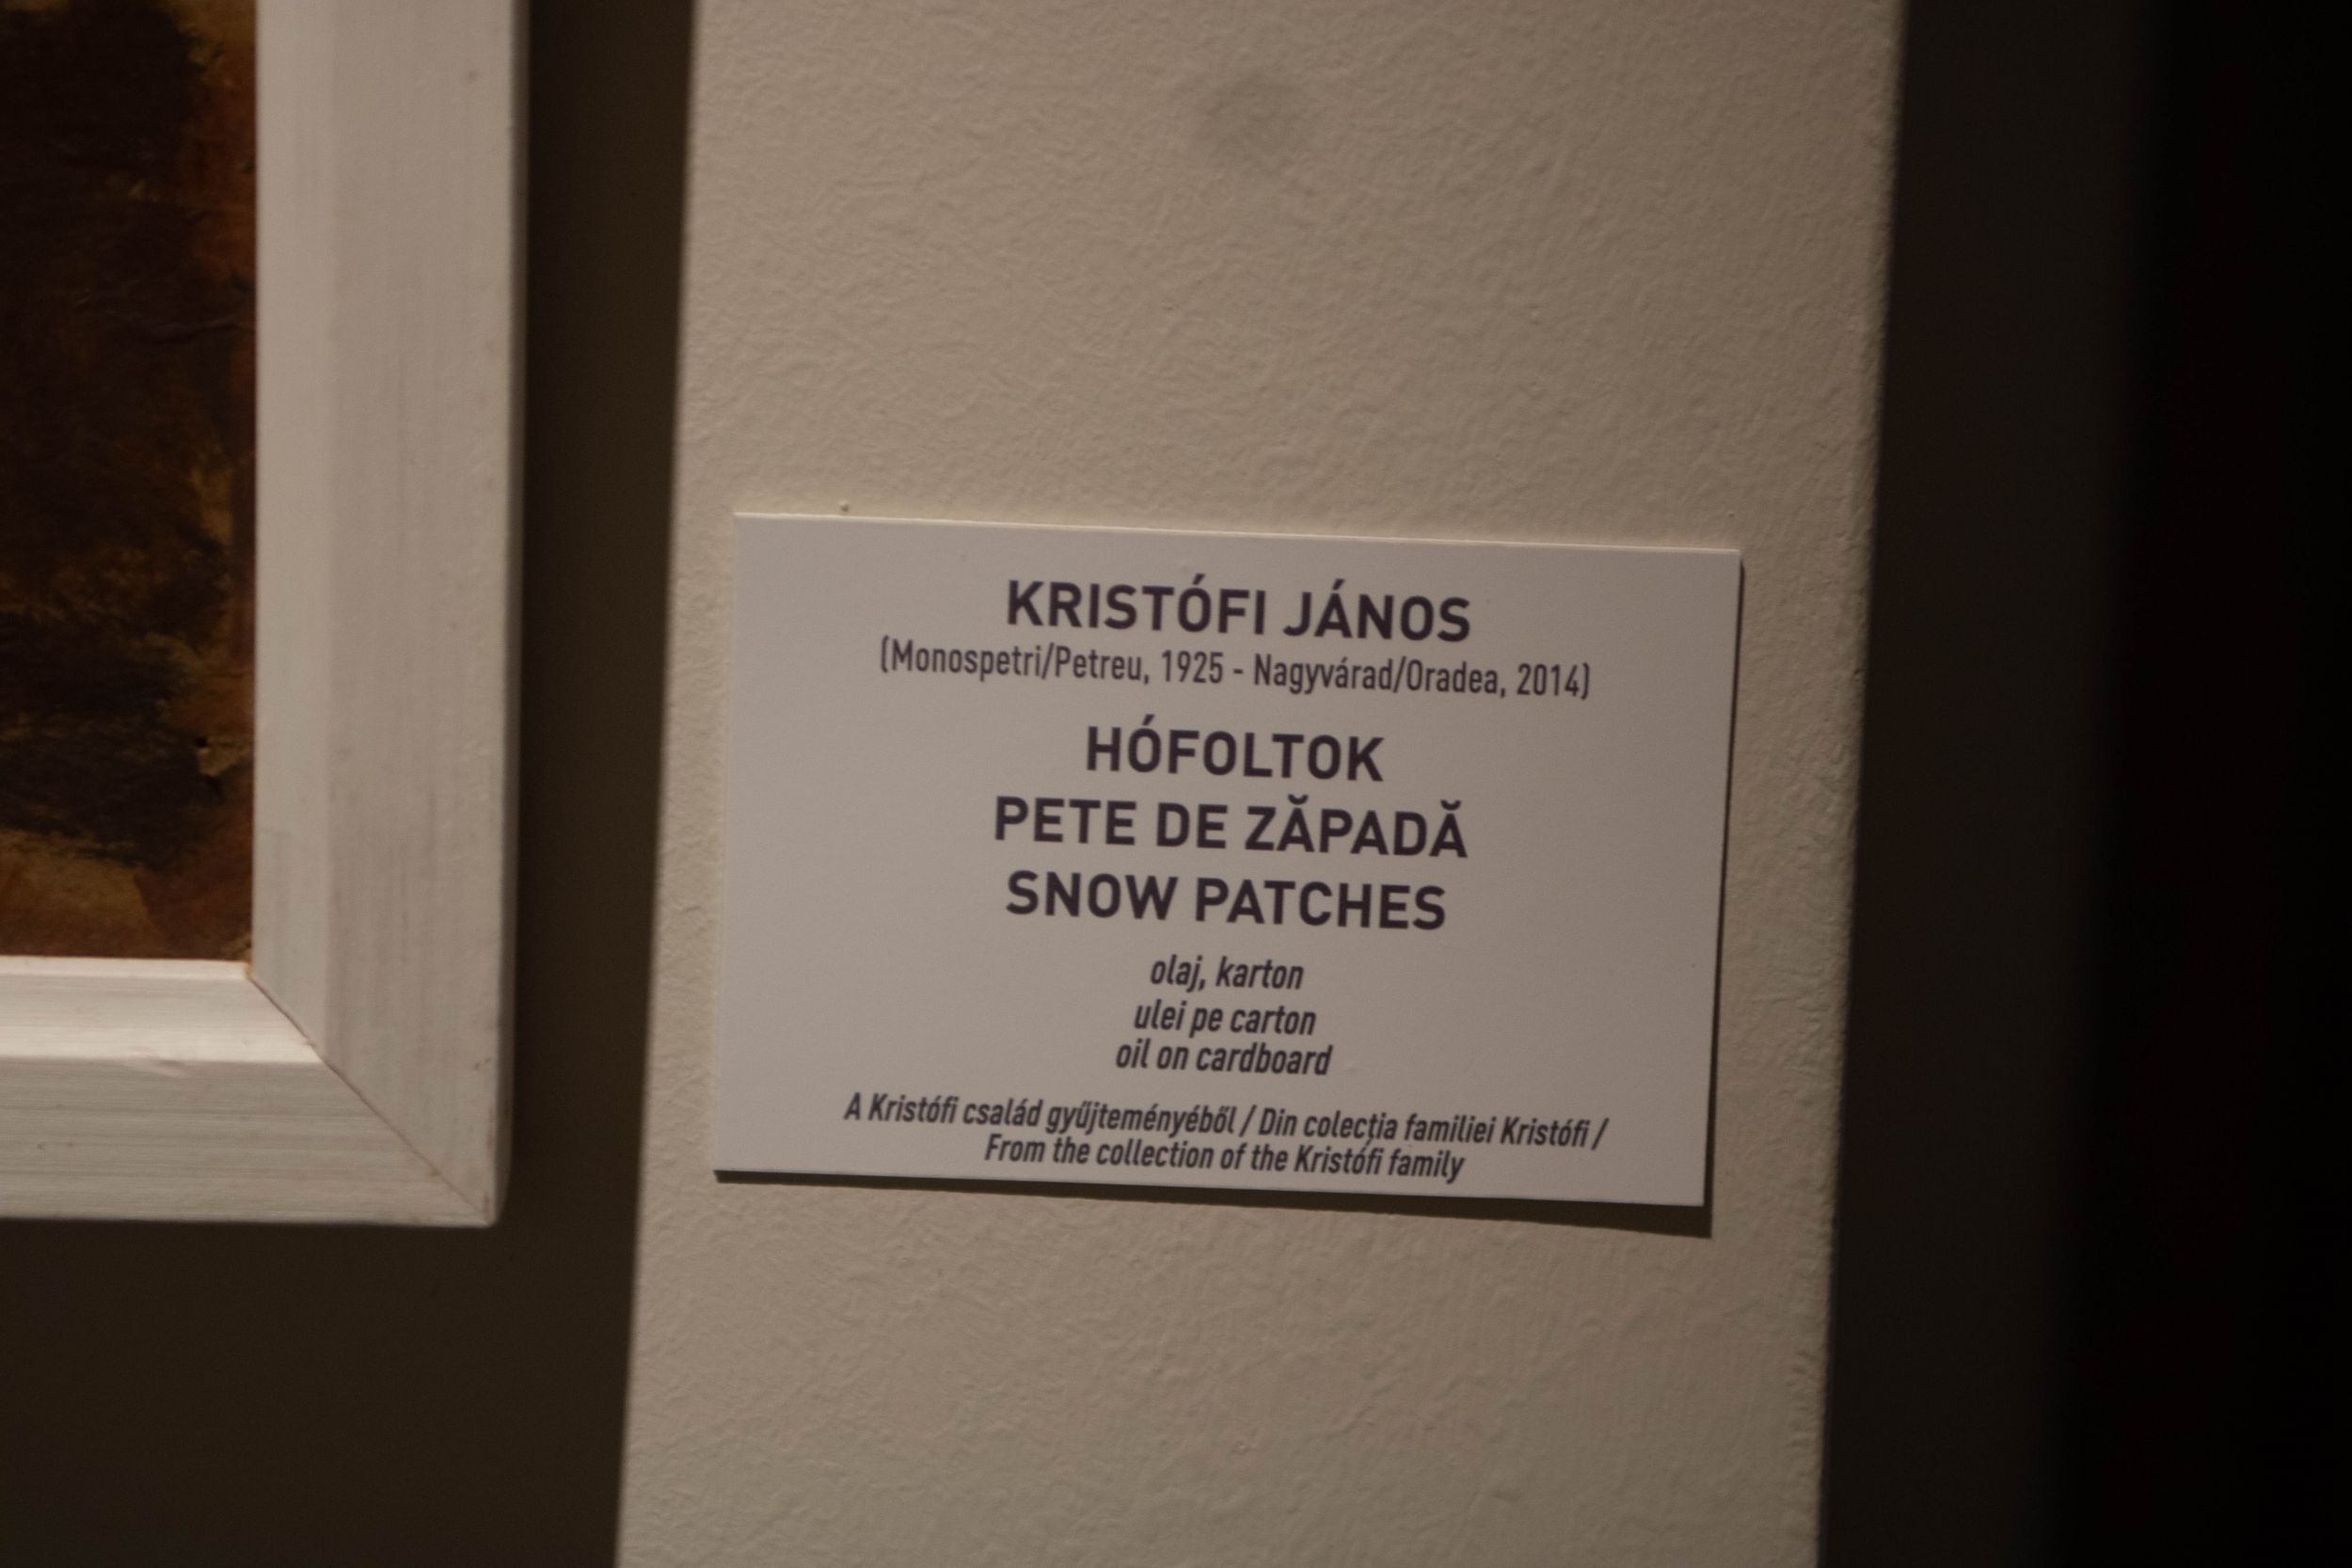 KRISTÓFI JÁNOS
(Monospetri/Petreu, 1925 - Nagyvárad/Oradea, 2014)
HÓFOLTOK
PETE DE ZĂPADĂ
SNOW PATCHES
olaj, karton
ulei pe carton
oil on cardboard
A Kristófi család gyűjteményéből / Din colecția familiei Kristófi /
From the collection of the Kristófi family